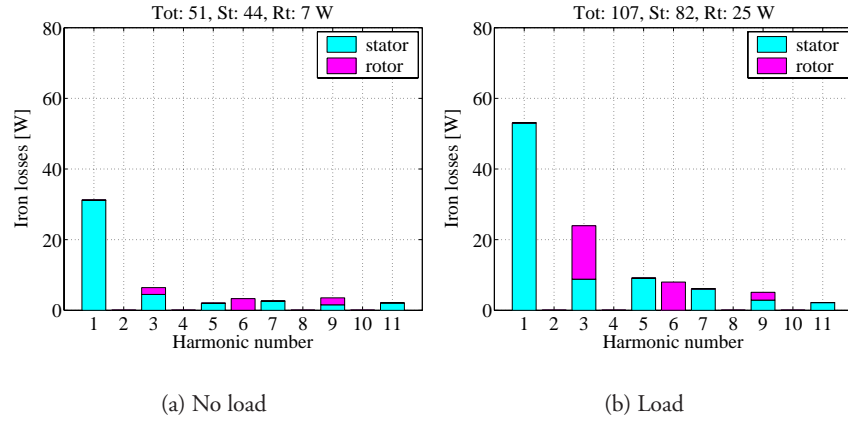 Tot: 51, St: 44, Rt: 7 W
80
60
40
20
0
Iron losses [W]
stator
rotor
1 2 3 4 5 6 7 8 9 10 11
Harmonic number
(a) No load
Tot: 107, St: 82, Rt: 25 W
80
60
40
20
0
Iron losses [W]
stator
rotor
1 2 3 4 5 6 7 8 9 10 11
Harmonic number
(b) Load